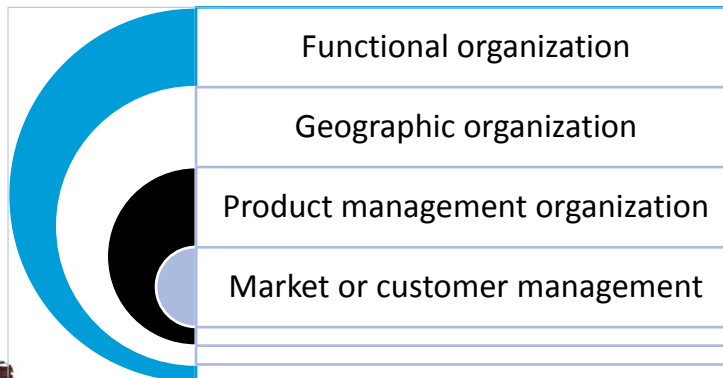 Functional organization
Geographic organization
Product management organization
Market or customer management